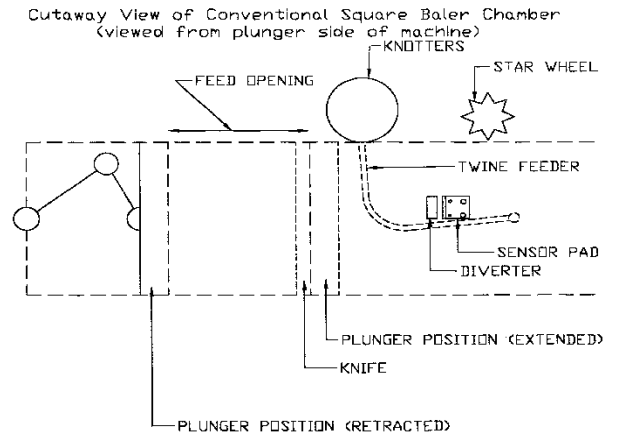 Cutaway View of Conventional Square Baler Chamber
(viewed from plunger side of machine)
KNOTTERS
STAR WHEEL
FEED OPENING
TWINE FEEDER
SENSOR PAD
DIVERTER
PLUNGER POSITION (EXTENDED)
KNIFE
PLUNGER POSITION (RETRACTED)